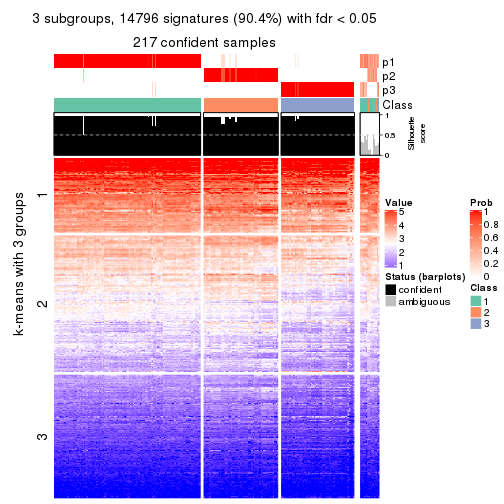 3 subgroups, 14796 signatures (90.4%) with fdr < 0.05
217 confident samples
p1
p2
p3
Class
1
0.5
0
Silhouette
score
k-means with 3 groups
1
2
3
Value
5
4
3
2
1
Status (barplots)
confident
ambiguous
Prob
1
0.8
0.6
0.4
0.2
0
Class
1
2
3